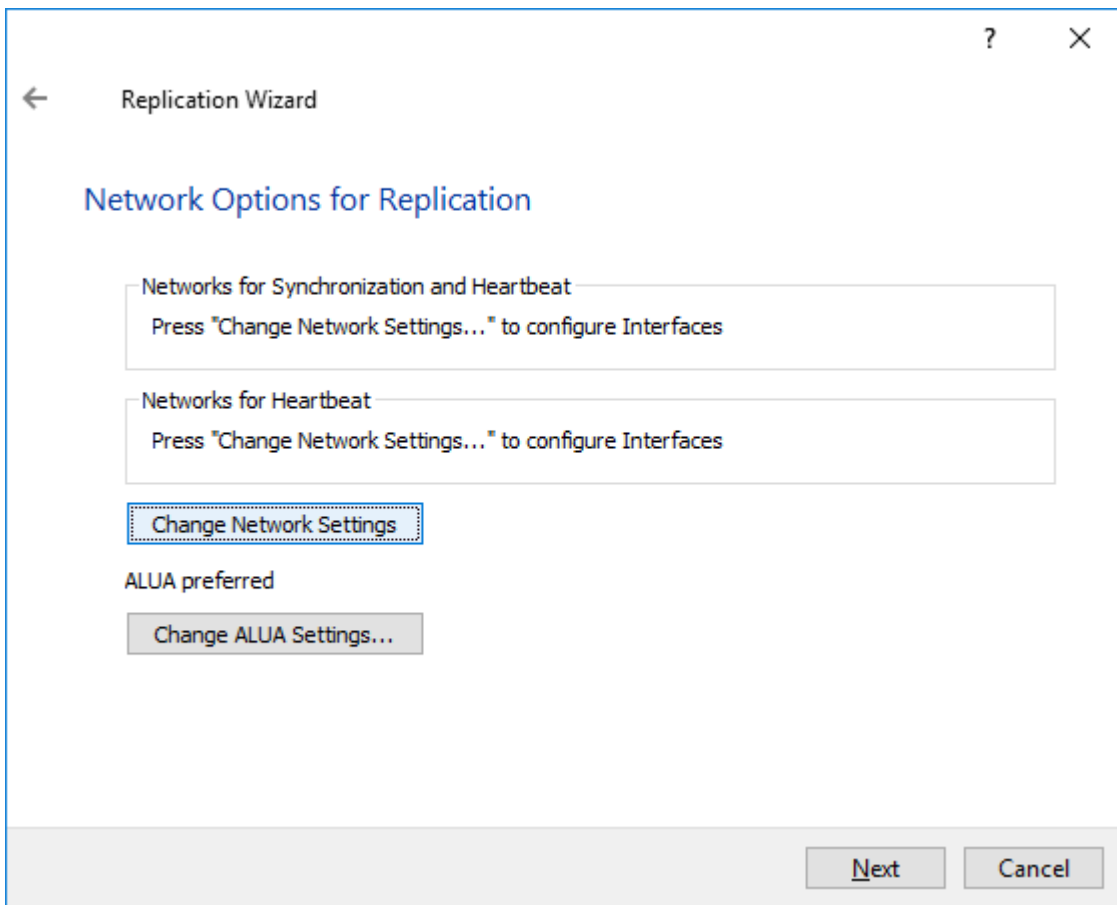 ?
Replication Wizard
Network Options for Replication
Networks for Synchronization and Heartbeat
Press "Change Network Settings..." to configure Interfaces
Networks for Heartbeat
Press "Change Network Settings..." to configure Interfaces
Change Network Settings
ALUA preferred
Change ALUA Settings...
Next Cancel